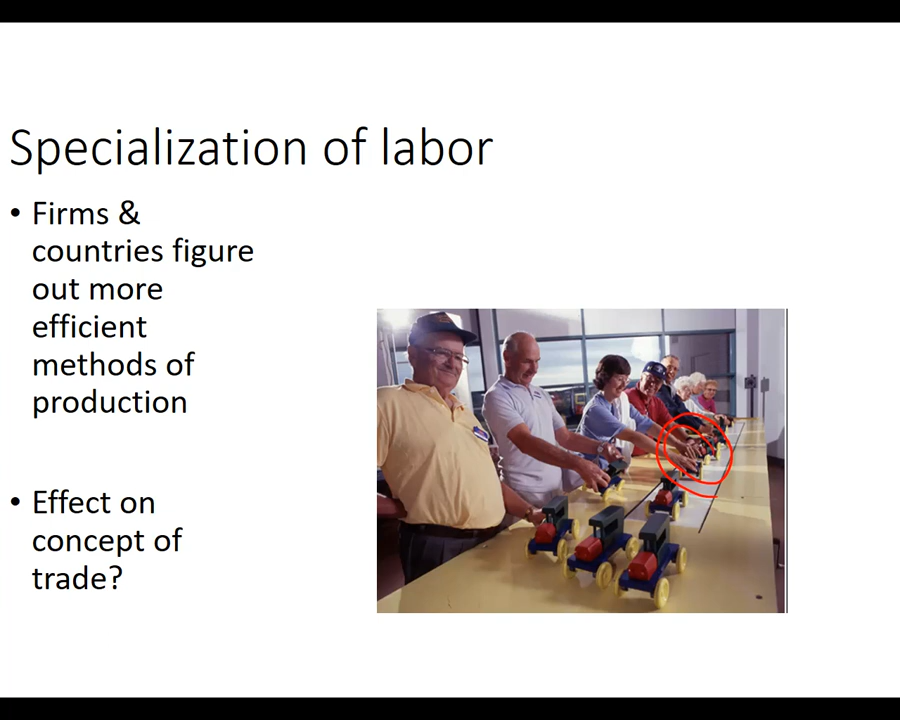 Specialization of labor
• Firms &
countries figure
out more
efficient
methods of
production
• Effect on
concept of
trade?